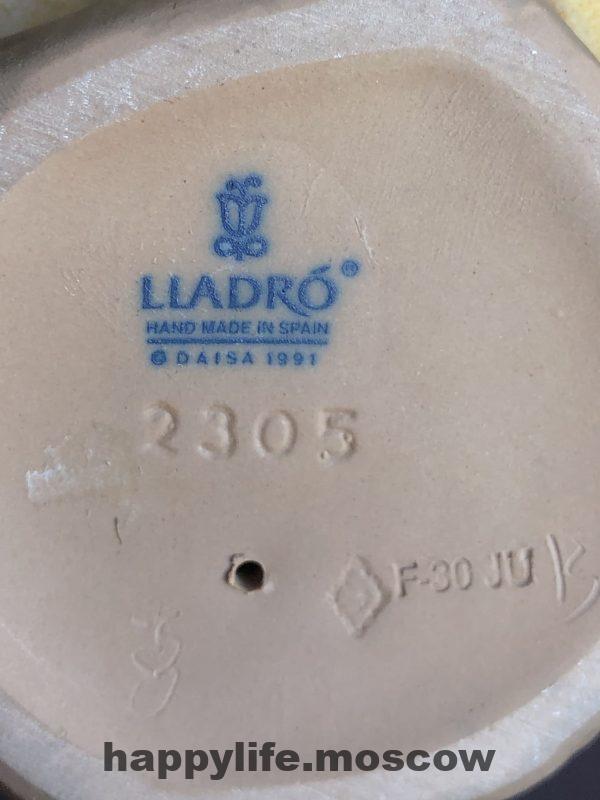 LLADRÓ®
HAND MADE IN SPAIN
© DAISA 1991
2305
F-30 JU
happylife.moscow